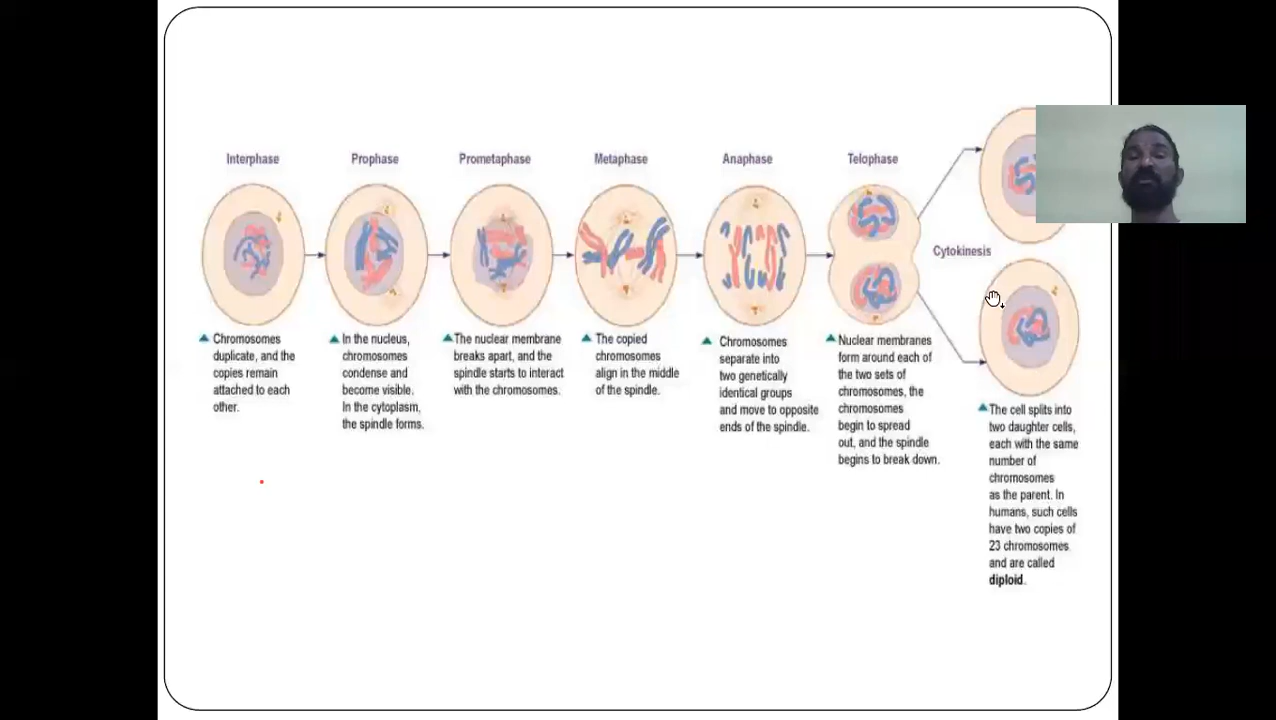 Interphase
Prophase
Prometaphase
Metaphase
Anaphase
Telophase
Cytokinesis
Chromosomes
duplicate, and the
copies remain
attached to each
other.
In the nucleus,
chromosomes
condense and
become visible.
In the cytoplasm,
the spindle forms.
The nuclear membrane
breaks apart, and the
spindle starts to interact
with the chromosomes.
The copied
chromosomes
align in the middle
of the spindle.
Chromosomes
separate into
two genetically
identical groups
and move to opposite
ends of the spindle.
Nuclear membranes
form around each of
the two sets of
chromosomes, the
chromosomes
begin to spread
out, and the spindle
begins to break down.
The cell splits into
two daughter cells,
each with the same
number of
chromosomes
as the parent. In
humans, such cells
have two copies of
23 chromosomes
and are called
diploid.